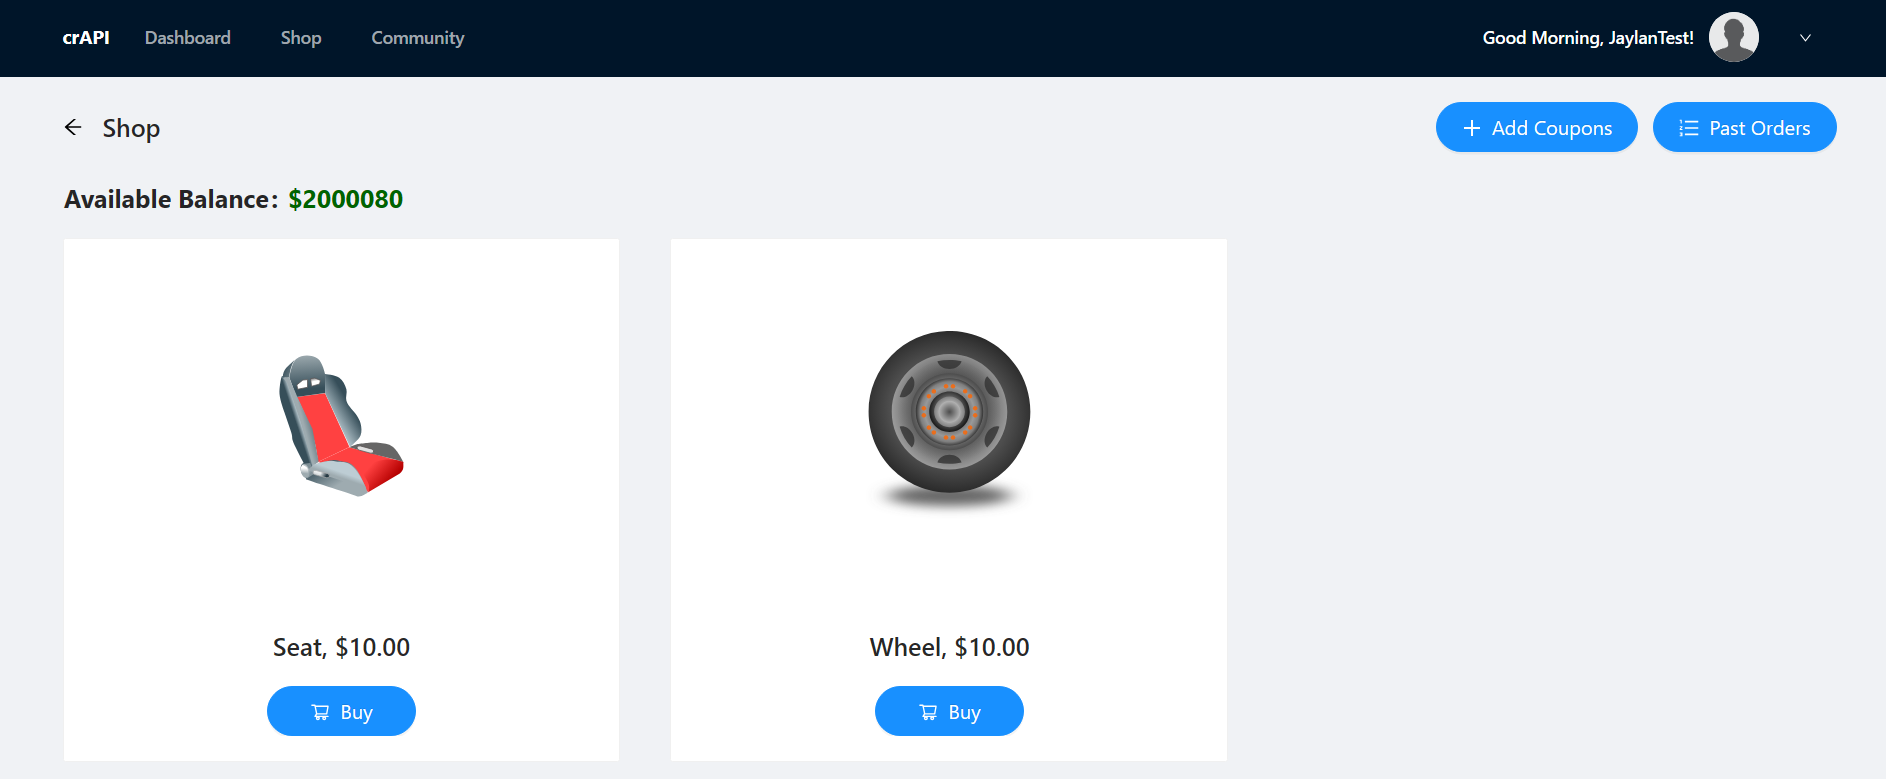 crAPI Dashboard Shop Community Good Morning, JaylanTest!
Shop Add Coupons Past Orders
Available Balance: $2000080
Seat, $10.00 Wheel, $10.00
Buy Buy